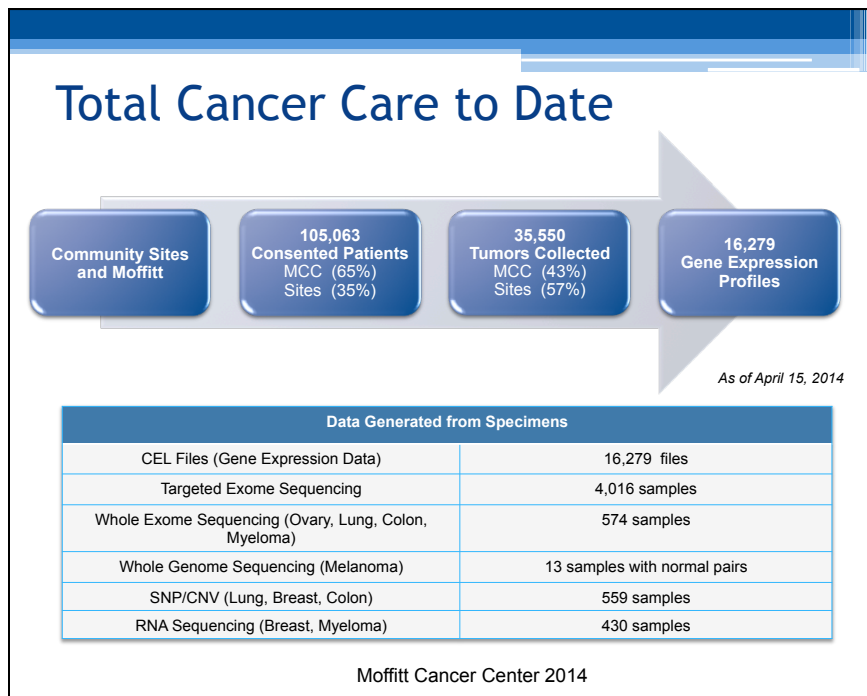 Total Cancer Care to Date
Community Sites
and Moffitt
105,063
Consented Patients
MCC (65%)
Sites (35%)
35,550
Tumors Collected
MCC (43%)
Sites (57%)
16,279
Gene Expression
Profiles
As of April 15, 2014
Data Generated from Specimens
CEL Files (Gene Expression Data) 16,279 files
Targeted Exome Sequencing 4,016 samples
Whole Exome Sequencing (Ovary, Lung, Colon, 574 samples
Myeloma)
Whole Genome Sequencing (Melanoma) 13 samples with normal pairs
SNP/CNV (Lung, Breast, Colon) 559 samples
RNA Sequencing (Breast, Myeloma) 430 samples
Moffitt Cancer Center 2014